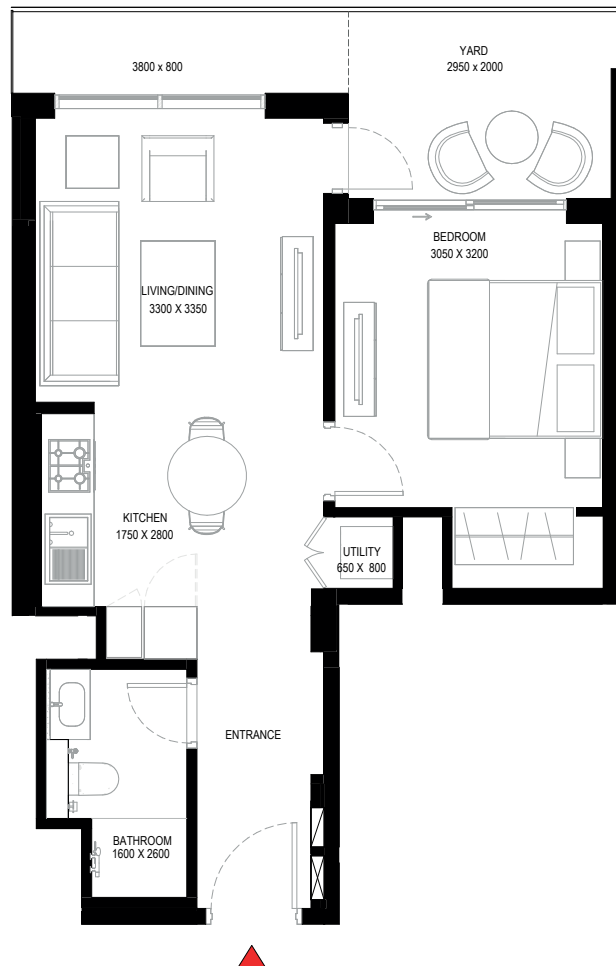 YARD
2950 x 2000
3800 x 800
BEDROOM
3050 X 3200
LIVING/DINING
3300 X 3350
KITCHEN
1750 X 2800
UTILITY
650 X 800
ENTRANCE
BATHROOM
1600 X 2600